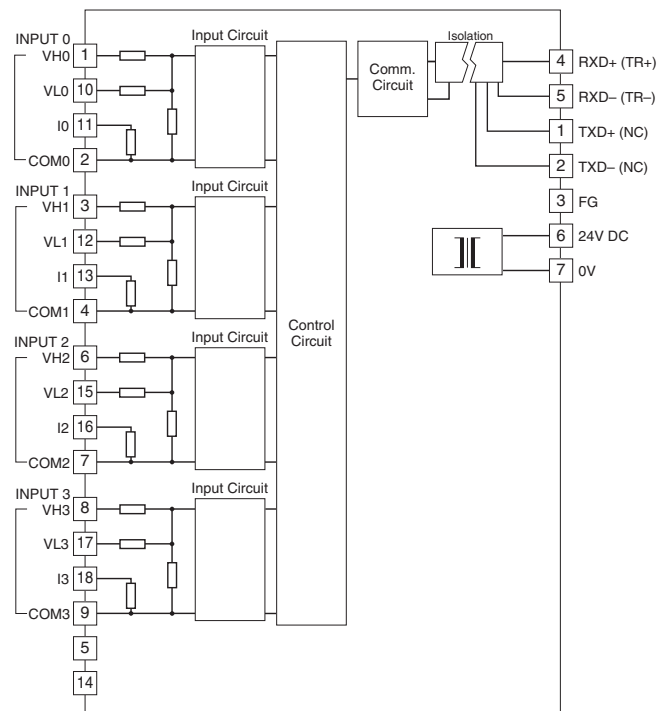 INPUT 0
VH0 1
VL0 10
I0 11
COM0 2
Input Circuit
INPUT 1
VH1 3
VL1 12
I1 13
COM1 4
Input Circuit
INPUT 2
VH2 6
VL2 15
I2 16
COM2 7
Input Circuit
INPUT 3
VH3 8
VL3 17
I3 18
COM3 9
Input Circuit
5
14
Control
Circuit
Comm.
Circuit
Isolation
4 RXD+ (TR+)
5 RXD– (TR–)
1 TXD+ (NC)
2 TXD– (NC)
3 FG
6 24V DC
7 0V